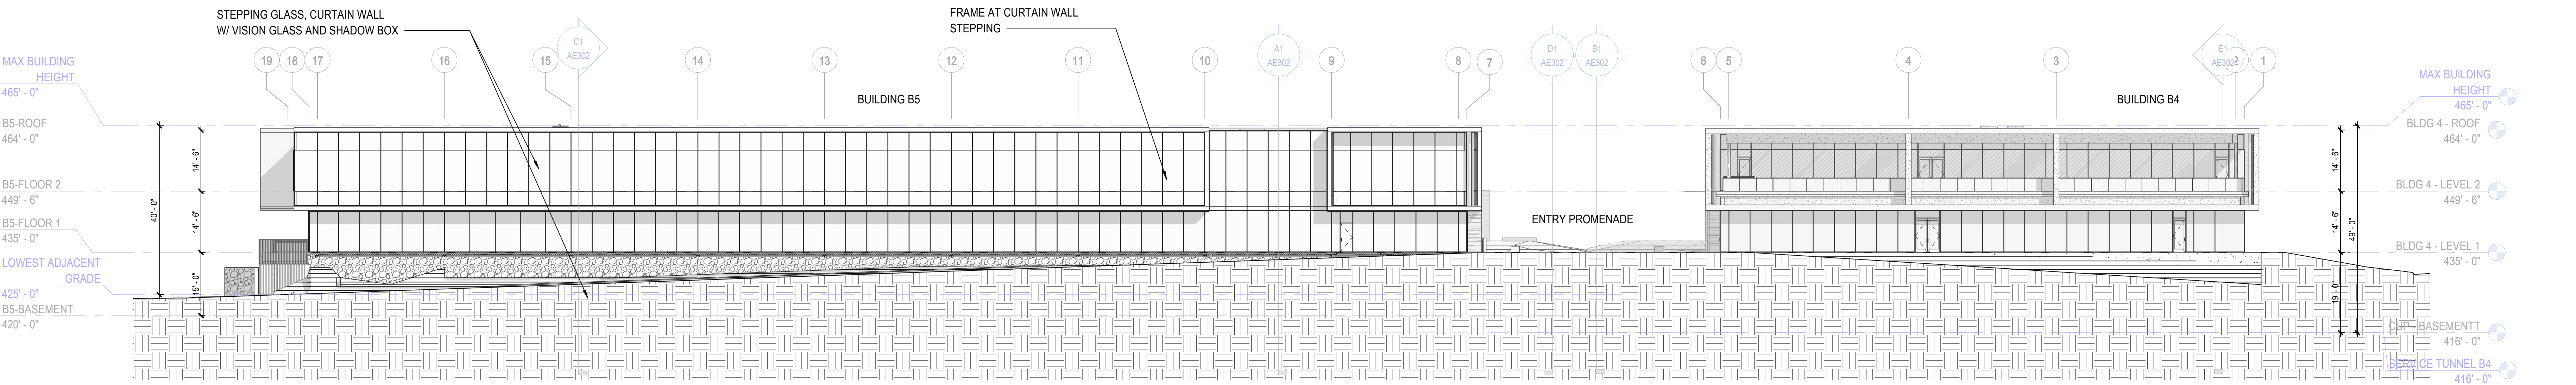 STEPPING GLASS, CURTAIN WALL
W/ VISION GLASS AND SHADOW BOX
FRAME AT CURTAIN WALL
STEPPING
C1
AE302
A1
AE302
D1
AE302
B1
AE302
E1
AE302
19
18
17
16
15
14
13
12
11
10
9
8
7
6
5
4
3
2
1
MAX BUILDING
HEIGHT
465' - 0"
B5-ROOF
464' - 0"
B5-FLOOR 2
449' - 6"
B5-FLOOR 1
435' - 0"
LOWEST ADJACENT
GRADE
425' - 0"
B5-BASEMENT
420' - 0"
40' - 0"
14' - 6"
14' - 6"
15' - 0"
BUILDING B5
ENTRY PROMENADE
BUILDING B4
14' - 6"
14' - 6"
19' - 0"
49' - 0"
MAX BUILDING
HEIGHT
465' - 0"
BLDG 4 - ROOF
464' - 0"
BLDG 4 - LEVEL 2
449' - 6"
BLDG 4 - LEVEL 1
435' - 0"
CUP - BASEMENTT
416' - 0"
SERVICE TUNNEL B4
416' - 0"